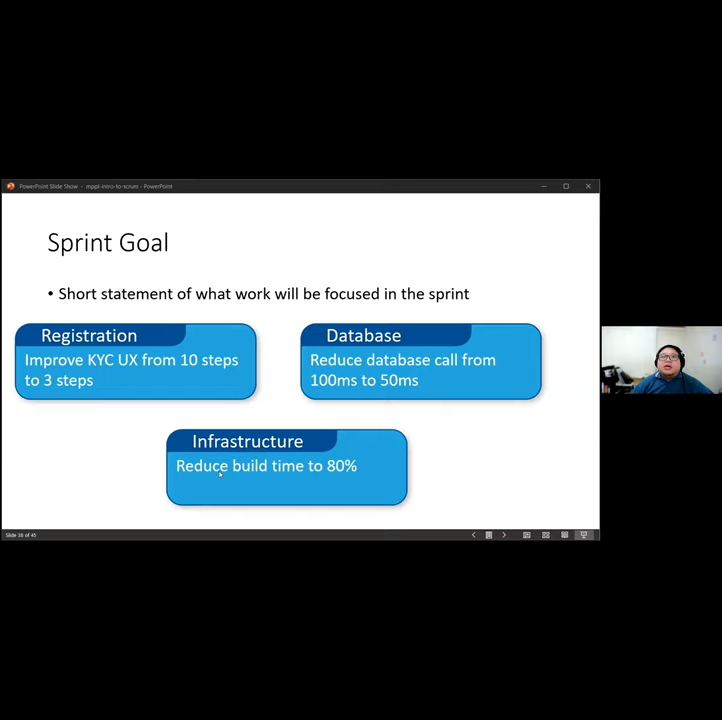 PowerPoint Slide Show - mppl-intro-to-scrum - PowerPoint
Sprint Goal
• Short statement of what work will be focused in the sprint
Registration
Improve KYC UX from 10 steps
to 3 steps
Database
Reduce database call from
100ms to 50ms
Infrastructure
Reduce build time to 80%
Slide 38 of 45